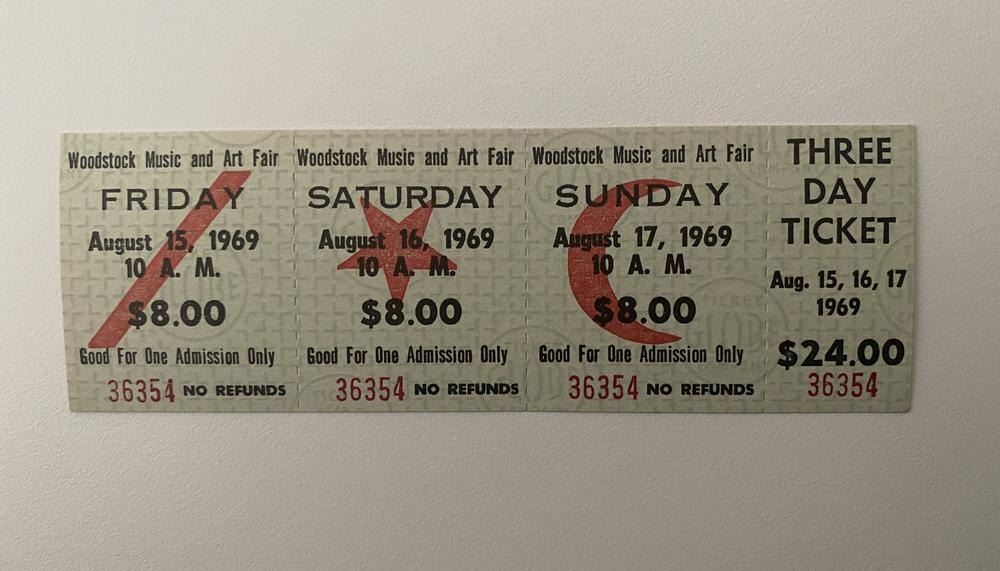 Woodstock Music and Art Fair
FRIDAY
August 15, 1969
10 A. M.
$8.00
Good For One Admission Only
36354 NO REFUNDS
Woodstock Music and Art Fair
SATURDAY
August 16, 1969
10 A. M.
$8.00
Good For One Admission Only
36354 NO REFUNDS
Woodstock Music and Art Fair
SUNDAY
August 17, 1969
10 A. M.
$8.00
Good For One Admission Only
36354 NO REFUNDS
THREE
DAY
TICKET
Aug. 15, 16, 17
1969
$24.00
36354
GLOBE
TICKET